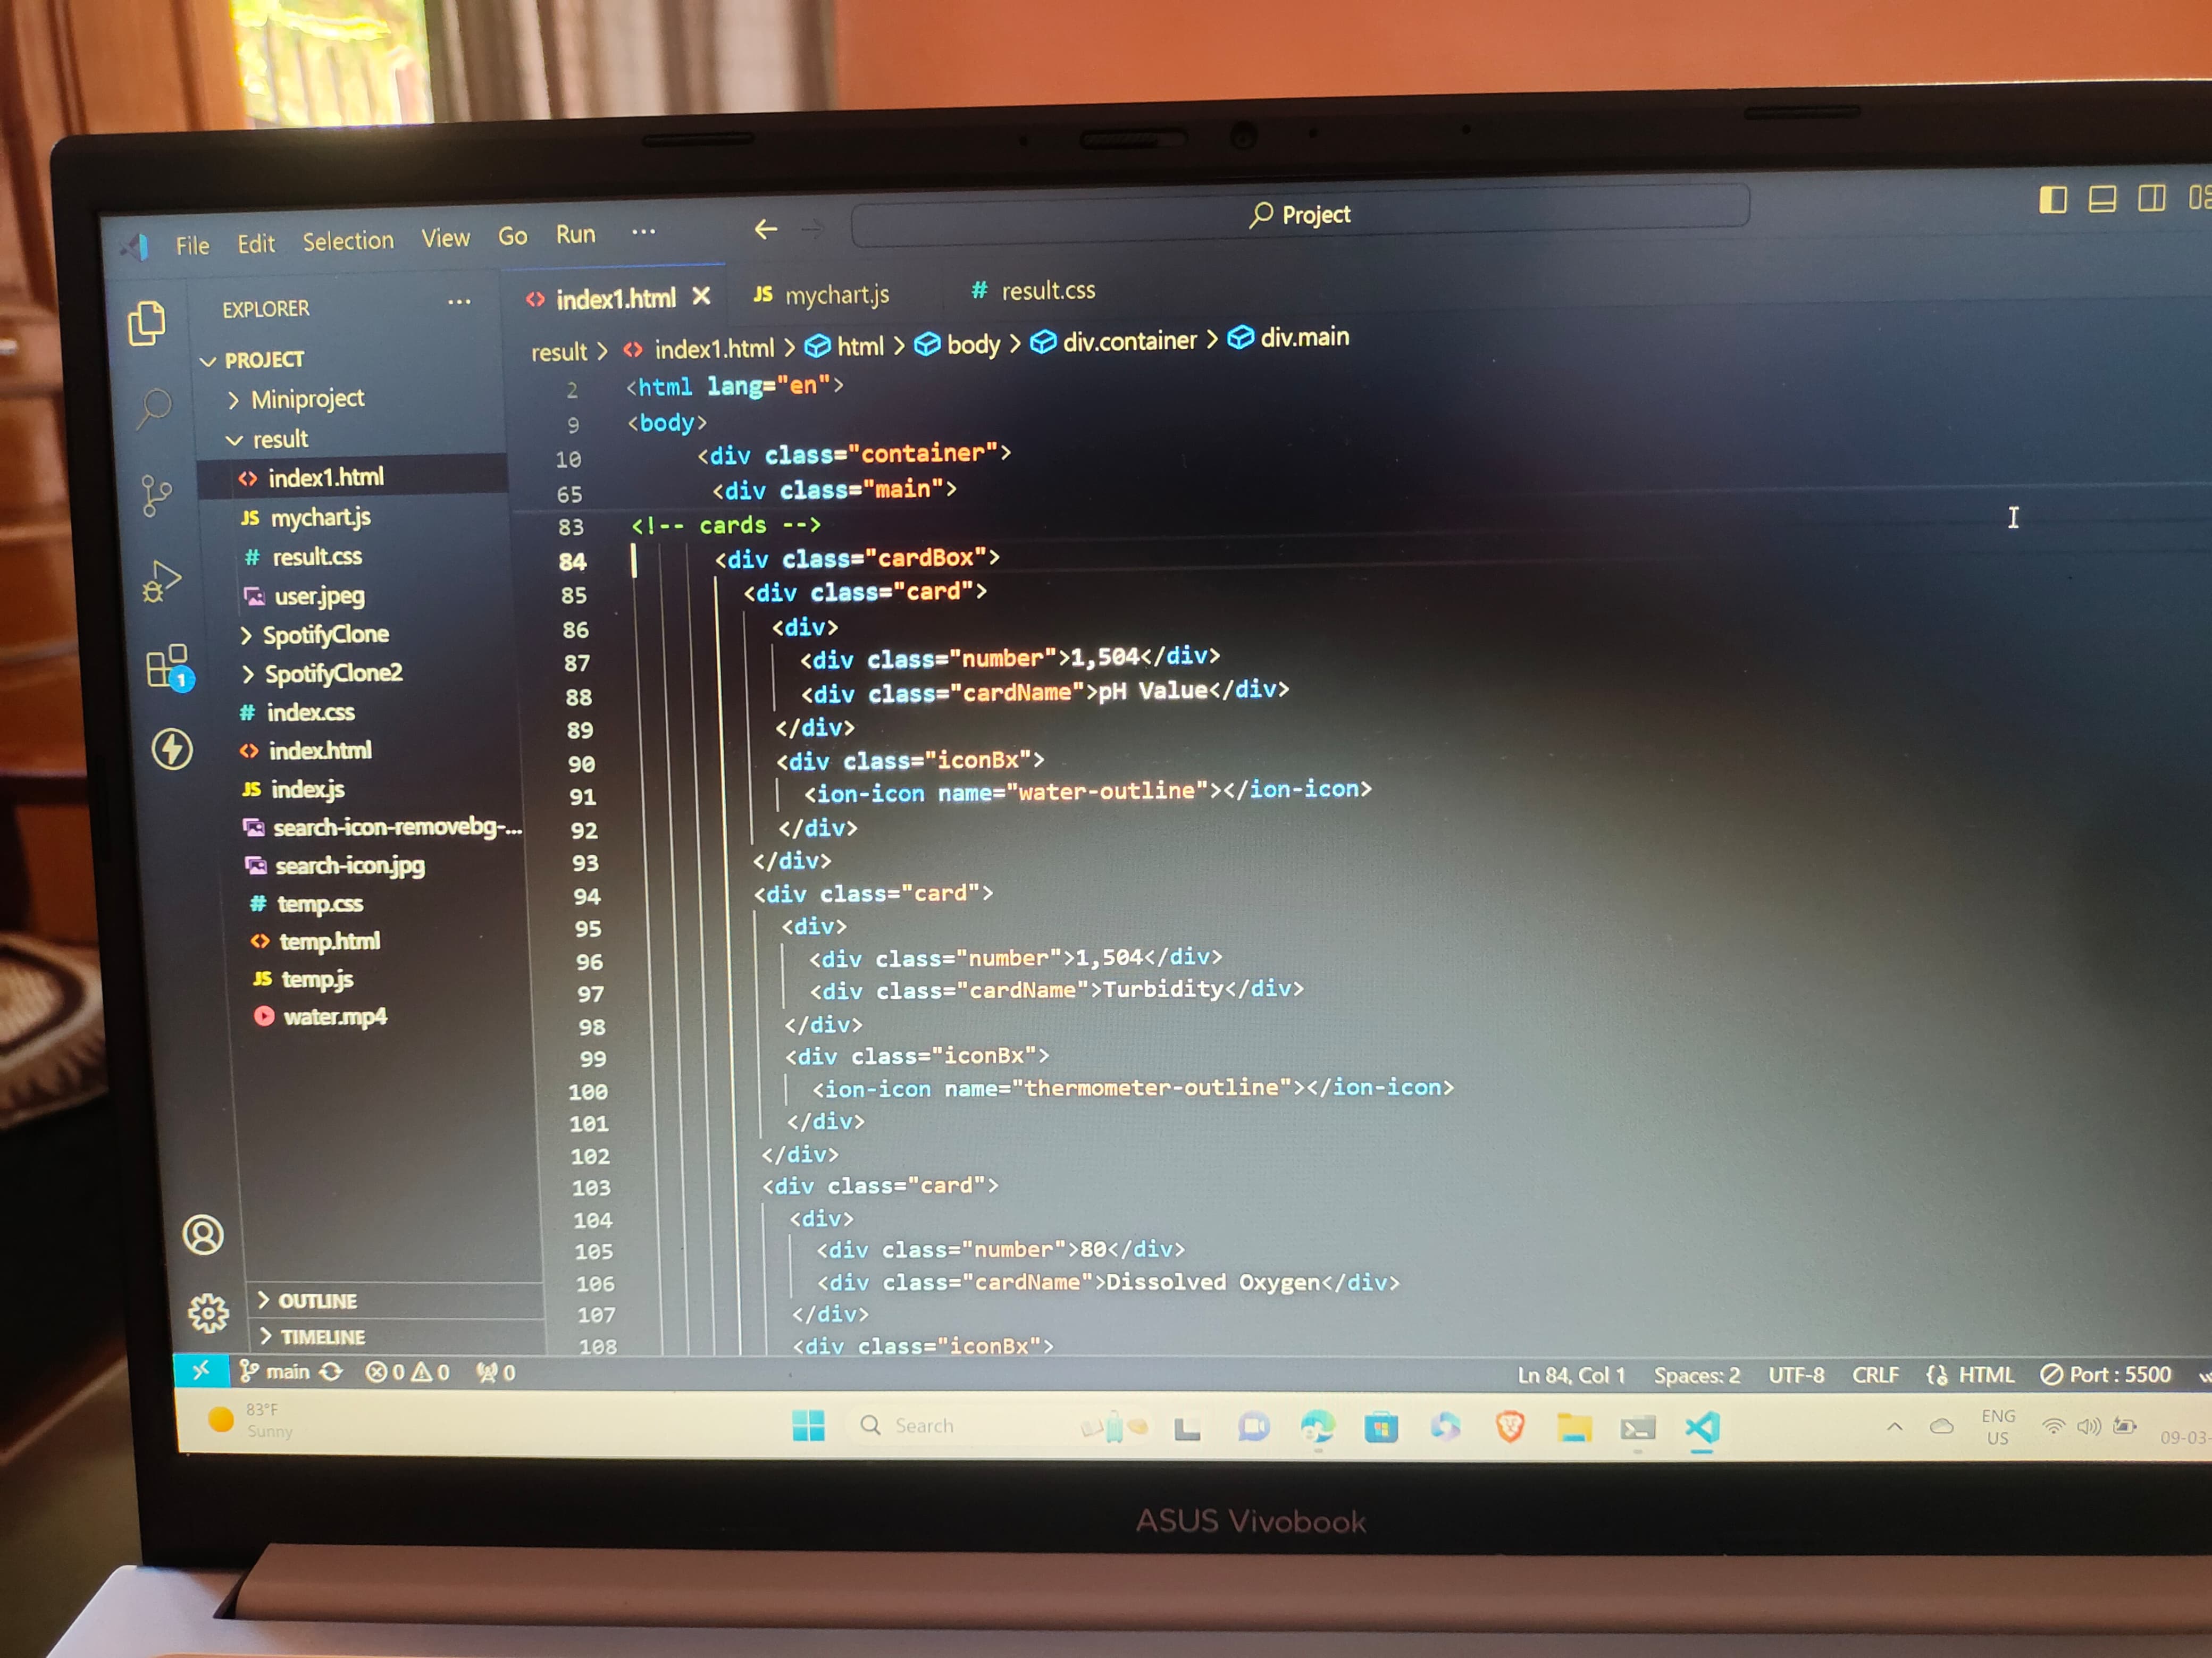 File Edit Selection View Go Run ··· Project
EXPLORER ···
PROJECT
Miniproject
result
index1.html
JS mychart.js
# result.css
user.jpeg
SpotifyClone
SpotifyClone2
# index.css
index.html
JS index.js
search-icon-removebg-...
search-icon.jpg
# temp.css
temp.html
JS temp.js
water.mp4
OUTLINE
TIMELINE
1
index1.html JS mychart.js # result.css
result > index1.html > html > body > div.container > div.main
2 <html lang="en">
9 <body>
10 <div class="container">
65 <div class="main">
83 <!-- cards -->
84 <div class="cardBox">
85 <div class="card">
86 <div>
87 <div class="number">1,504</div>
88 <div class="cardName">pH Value</div>
89 </div>
90 <div class="iconBx">
91 <ion-icon name="water-outline"></ion-icon>
92 </div>
93 </div>
94 <div class="card">
95 <div>
96 <div class="number">1,504</div>
97 <div class="cardName">Turbidity</div>
98 </div>
99 <div class="iconBx">
100 <ion-icon name="thermometer-outline"></ion-icon>
101 </div>
102 </div>
103 <div class="card">
104 <div>
105 <div class="number">80</div>
106 <div class="cardName">Dissolved Oxygen</div>
107 </div>
108 <div class="iconBx">
main 0 0 0 Ln 84, Col 1 Spaces: 2 UTF-8 CRLF HTML Port : 5500
83°F
Sunny
Search
ENG
US
09-03-
ASUS Vivobook